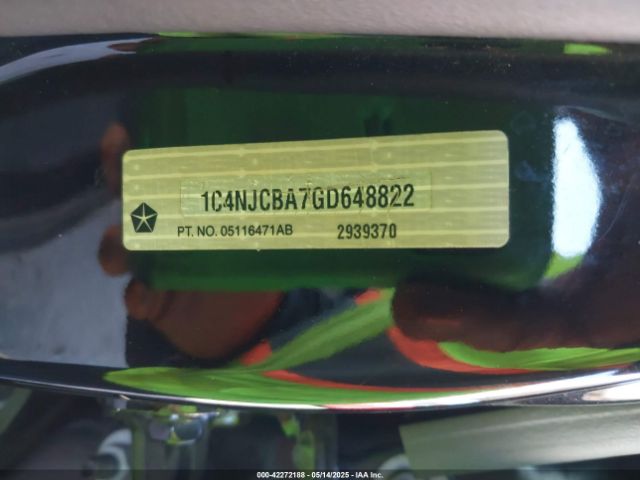 1C4NJCBA7GD648822
PT. NO. 05116471AB 2939370
000-42272188 - 05/14/2025 - IAA Inc.